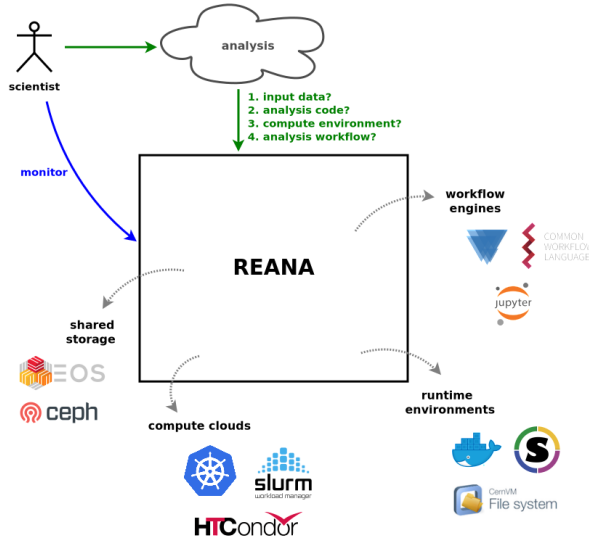 scientist
analysis
1. input data?
2. analysis code?
3. compute environment?
4. analysis workflow?
monitor
REANA
workflow
engines
COMMON
WORKFLOW
LANGUAGE
jupyter
shared
storage
EOS
ceph
compute clouds
slurm
workload manager
HTCondor
runtime
environments
docker
S
CernVM
File system